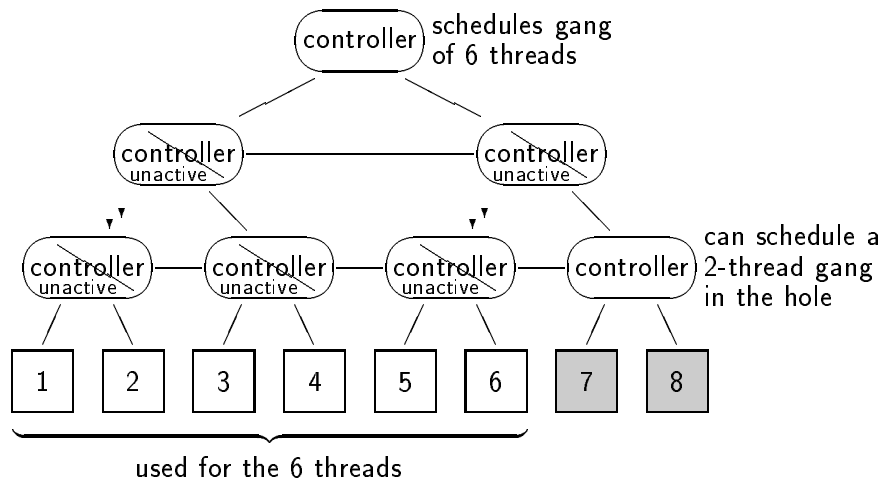 controller
schedules gang
of 6 threads
controller
unactive
controller
unactive
controller
unactive
controller
unactive
controller
unactive
controller
can schedule a
2-thread gang
in the hole
1 2 3 4 5 6 7 8
used for the 6 threads